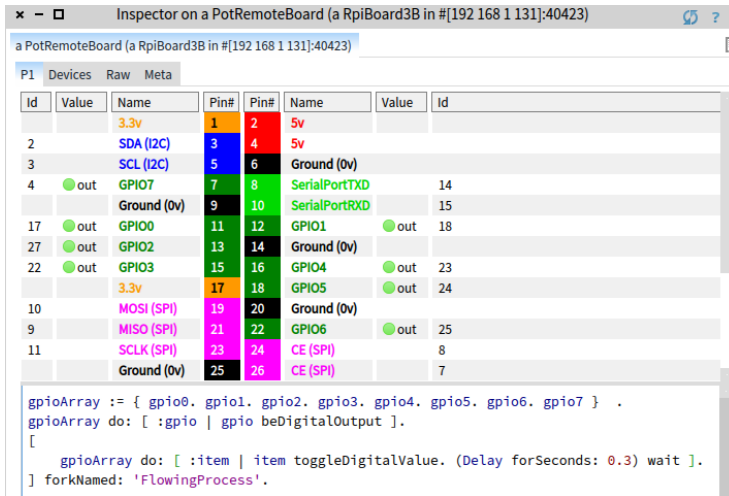 Inspector on a PotRemoteBoard (a RpiBoard3B in #[192 168 1 131]:40423)
?
a PotRemoteBoard (a RpiBoard3B in #[192 168 1 131]:40423)
P1 Devices Raw Meta
Id Value Name Pin# Pin# Name Value Id
3.3v 1 2 5v
2 SDA (I2C) 3 4 5v
3 SCL (I2C) 5 6 Ground (0v)
4 out GPIO7 7 8 SerialPortTXD 14
Ground (0v) 9 10 SerialPortRXD 15
17 out GPIO0 11 12 GPIO1 out 18
27 out GPIO2 13 14 Ground (0v)
22 out GPIO3 15 16 GPIO4 out 23
3.3v 17 18 GPIO5 out 24
10 MOSI (SPI) 19 20 Ground (0v)
9 MISO (SPI) 21 22 GPIO6 out 25
11 SCLK (SPI) 23 24 CE (SPI) 8
Ground (0v) 25 26 CE (SPI) 7
gpioArray := { gpio0. gpio1. gpio2. gpio3. gpio4. gpio5. gpio6. gpio7 } .
gpioArray do: [ :gpio | gpio beDigitalOutput ].
[
gpioArray do: [ :item | item toggleDigitalValue. (Delay forSeconds: 0.3) wait ].
] forkNamed: 'FlowingProcess'.